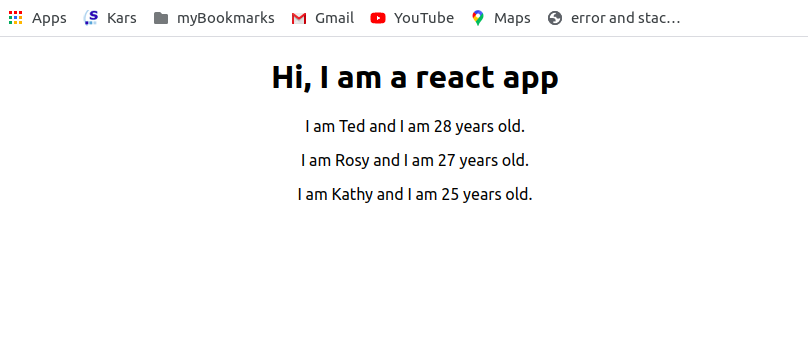 Apps Kars myBookmarks Gmail YouTube Maps error and stac...
Hi, I am a react app
I am Ted and I am 28 years old.
I am Rosy and I am 27 years old.
I am Kathy and I am 25 years old.